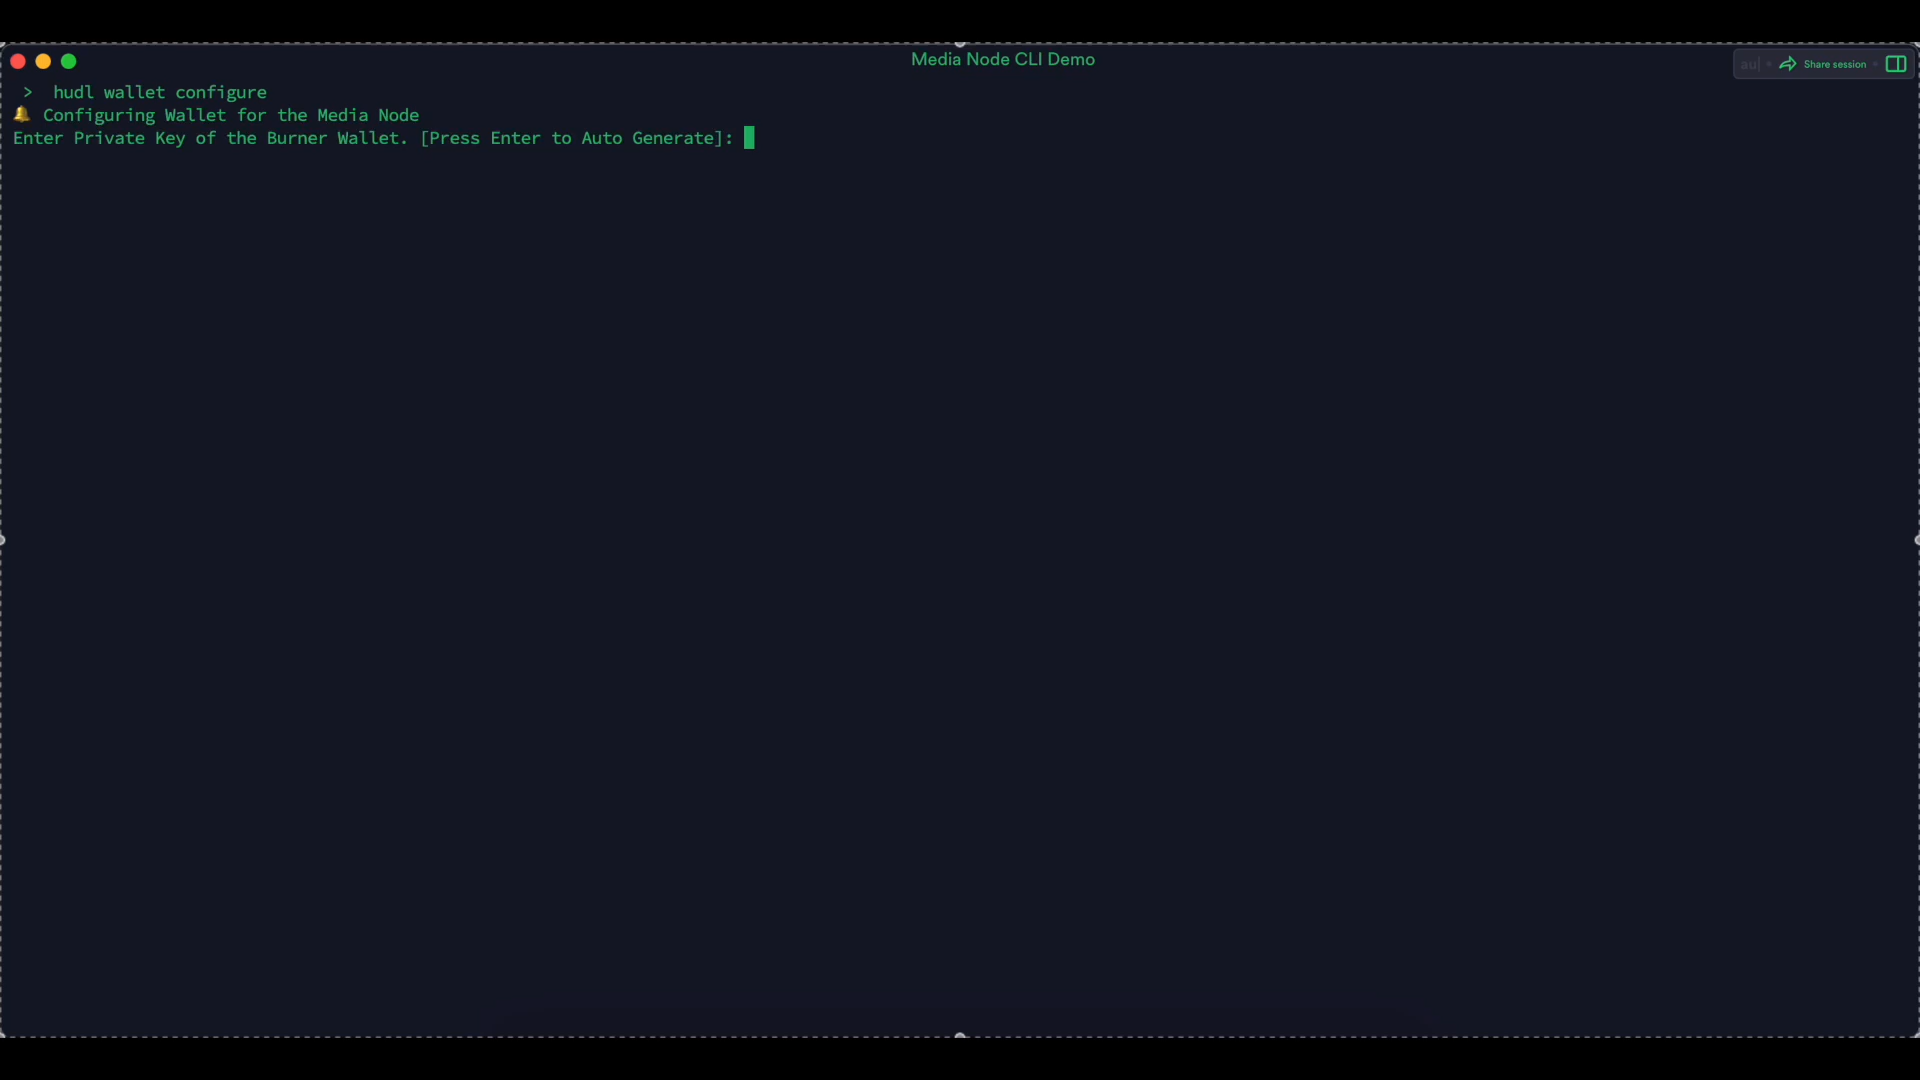 Media Node CLI Demo
Share session
> hudl wallet configure
🔔 Configuring Wallet for the Media Node
Enter Private Key of the Burner Wallet. [Press Enter to Auto Generate]: